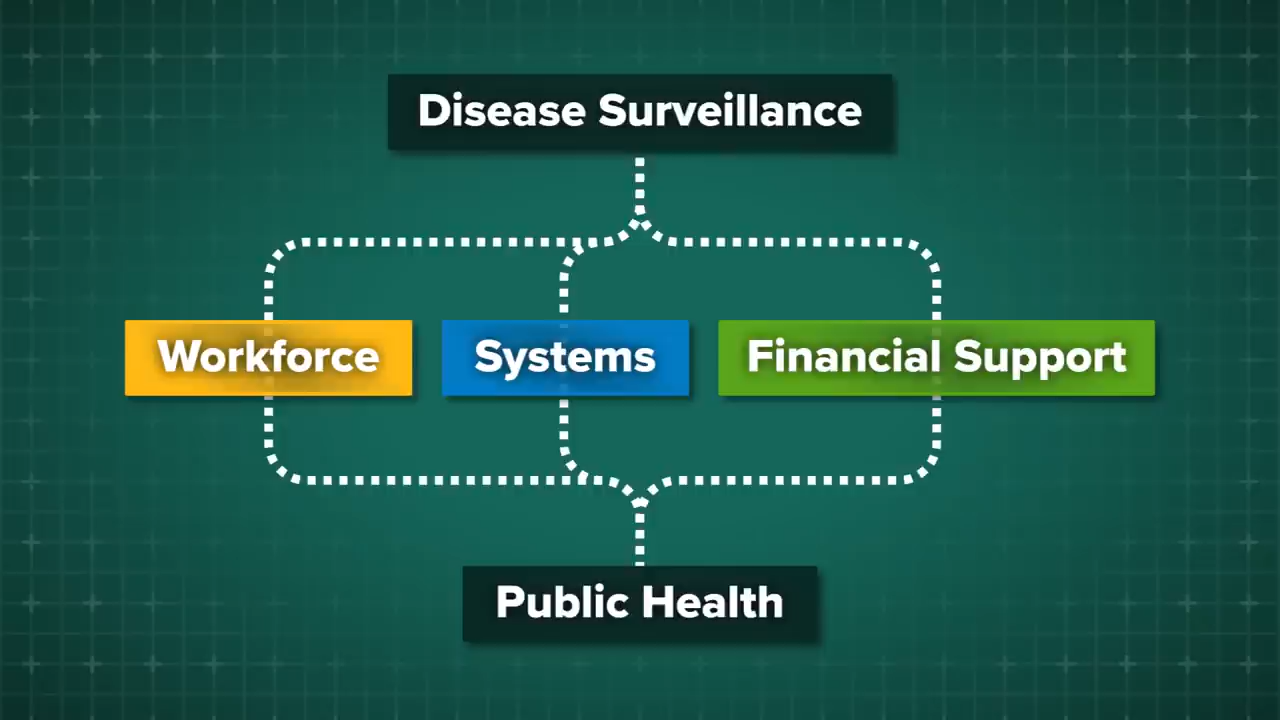 Disease Surveillance
Workforce
Systems
Financial Support
Public Health